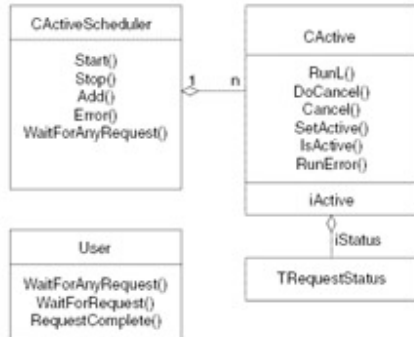 CActiveScheduler
Start()
Stop()
Add()
Error()
WaitForAnyRequest()
1
n
CActive
RunL()
DoCancel()
Cancel()
SetActive()
IsActive()
RunError()
iActive
iStatus
TRequestStatus
User
WaitForAnyRequest()
WaitForRequest()
RequestComplete()